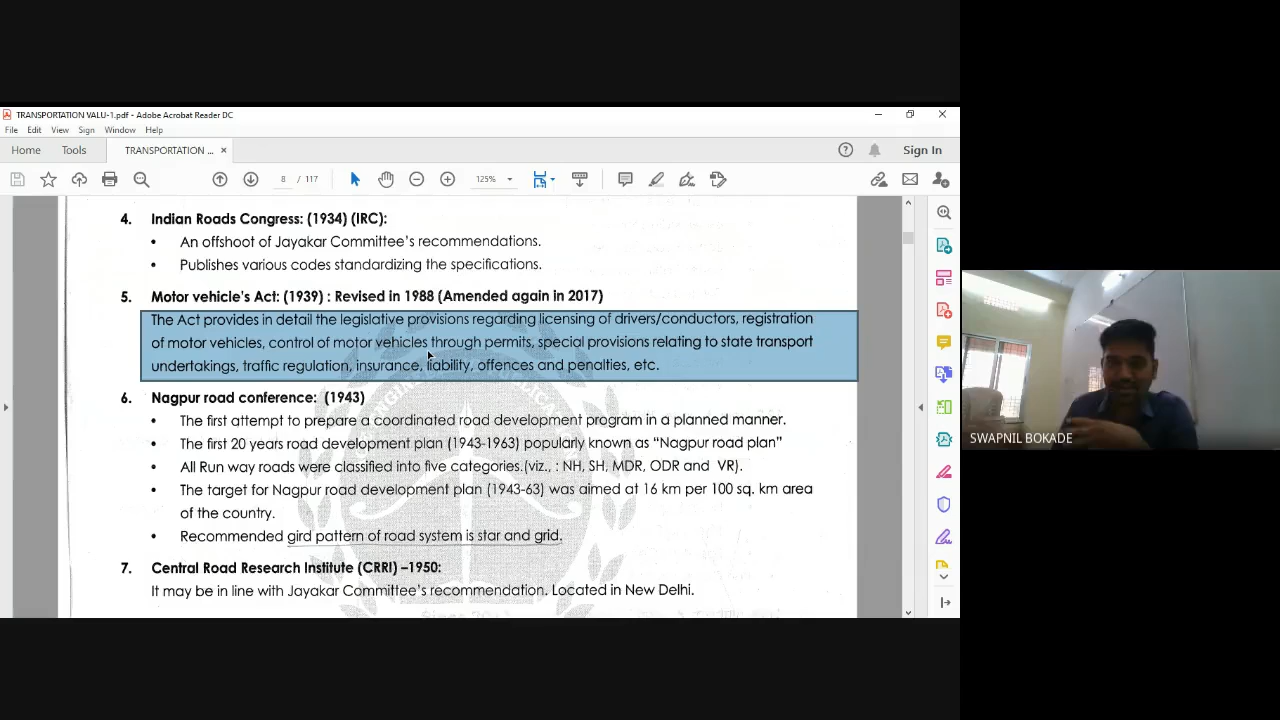 TRANSPORTATION VALU-1.pdf - Adobe Acrobat Reader DC
File Edit View Sign Window Help
Home Tools TRANSPORTATION ... × Sign In
8 / 117 125%
4. Indian Roads Congress: (1934) (IRC):
• An offshoot of Jayakar Committee's recommendations.
• Publishes various codes standardizing the specifications.
5. Motor vehicle's Act: (1939) : Revised in 1988 (Amended again in 2017)
The Act provides in detail the legislative provisions regarding licensing of drivers/conductors, registration
of motor vehicles, control of motor vehicles through permits, special provisions relating to state transport
undertakings, traffic regulation, insurance, liability, offences and penalties, etc.
6. Nagpur road conference: (1943)
• The first attempt to prepare a coordinated road development program in a planned manner.
• The first 20 years road development plan (1943-1963) popularly known as "Nagpur road plan"
• All Run way roads were classified into five categories.(viz., : NH, SH, MDR, ODR and VR).
• The target for Nagpur road development plan (1943-63) was aimed at 16 km per 100 sq. km area
of the country.
• Recommended gird pattern of road system is star and grid.
7. Central Road Research Institute (CRRI) –1950:
It may be in line with Jayakar Committee's recommendation. Located in New Delhi.
SWAPNIL BOKADE